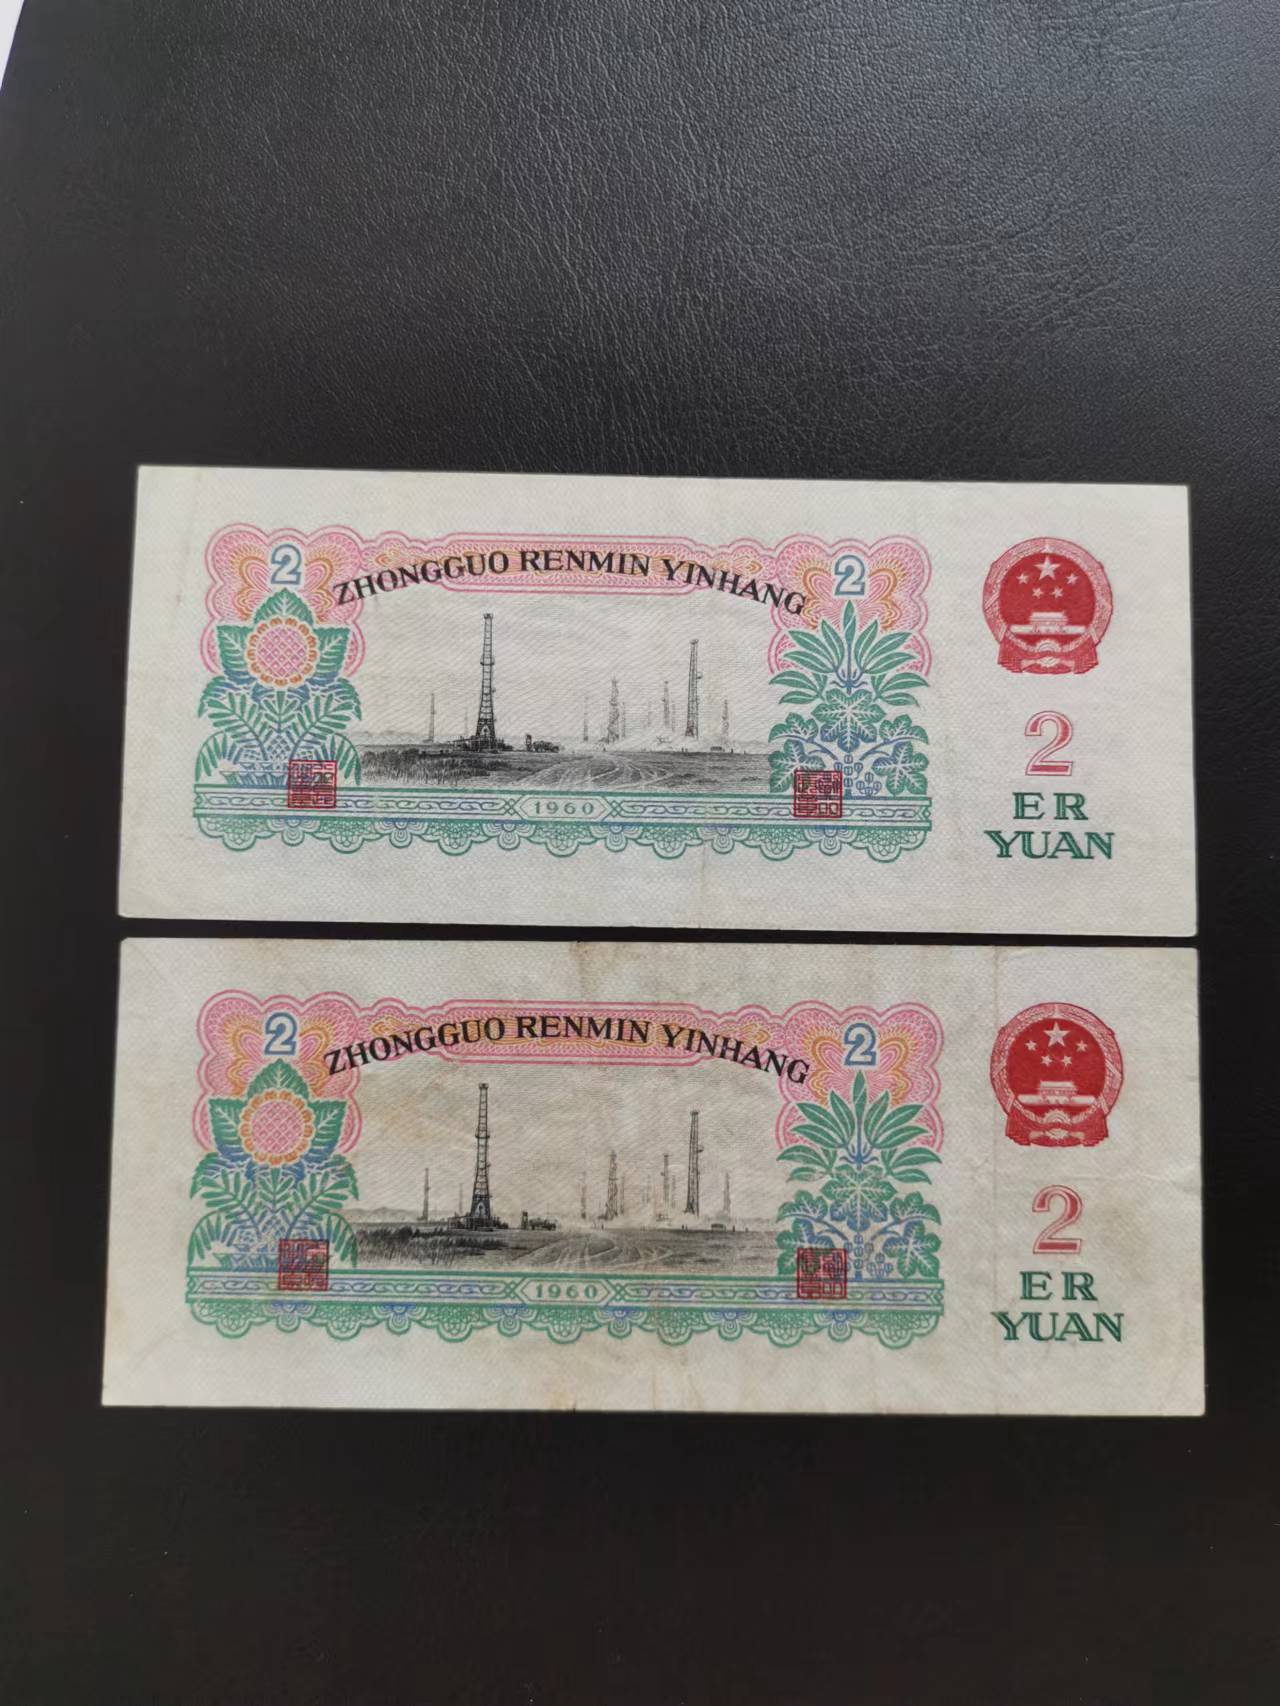 2 ZHONGGUO RENMIN YINHANG 2
2
1960
ER
YUAN
2 ZHONGGUO RENMIN YINHANG 2
2
1960
ER
YUAN